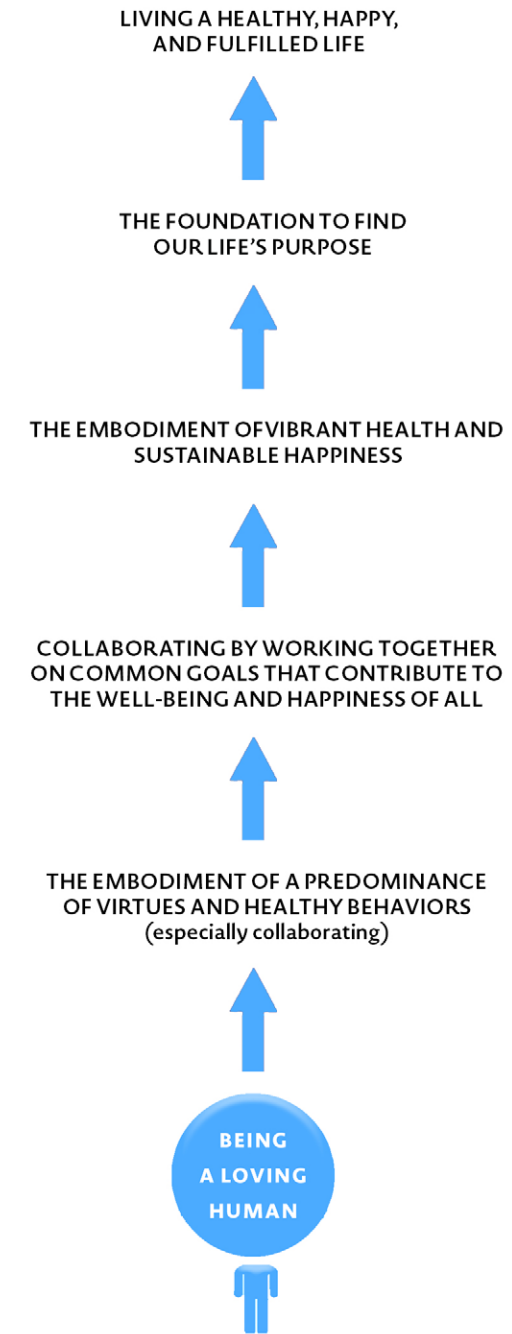 LIVING A HEALTHY, HAPPY,
AND FULFILLED LIFE
THE FOUNDATION TO FIND
OUR LIFE’S PURPOSE
THE EMBODIMENT OF VIBRANT HEALTH AND
SUSTAINABLE HAPPINESS
COLLABORATING BY WORKING TOGETHER
ON COMMON GOALS THAT CONTRIBUTE TO
THE WELL-BEING AND HAPPINESS OF ALL
THE EMBODIMENT OF A PREDOMINANCE
OF VIRTUES AND HEALTHY BEHAVIORS
(especially collaborating)
BEING
A LOVING
HUMAN